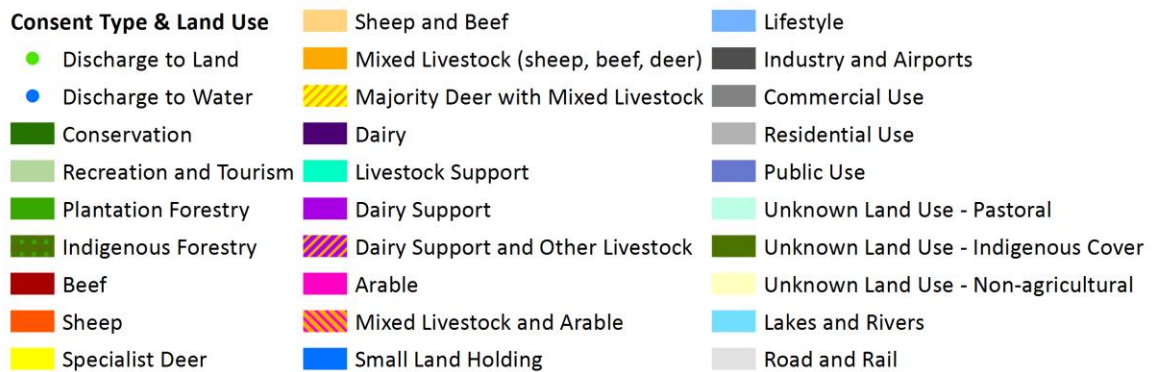 Consent Type & Land Use
Discharge to Land
Discharge to Water
Conservation
Recreation and Tourism
Plantation Forestry
Indigenous Forestry
Beef
Sheep
Specialist Deer
Sheep and Beef
Mixed Livestock (sheep, beef, deer)
Majority Deer with Mixed Livestock
Dairy
Livestock Support
Dairy Support
Dairy Support and Other Livestock
Arable
Mixed Livestock and Arable
Small Land Holding
Lifestyle
Industry and Airports
Commercial Use
Residential Use
Public Use
Unknown Land Use - Pastoral
Unknown Land Use - Indigenous Cover
Unknown Land Use - Non-agricultural
Lakes and Rivers
Road and Rail